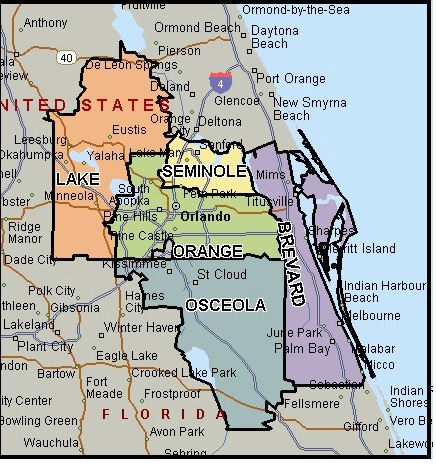 Fruitville
Ormond-by-the-Sea
Anthony
Ormond Beach
Daytona
Beach
Pierson
40
De Leon Springs
Port Orange
Deland
4
Glencoe
New Smyrna
Beach
UNITED STATES
Orange
City
Deltona
Eustis
Leesburg
Sanford
Lake Mary
Okahumpka
Yalaha
SEMINOLE
Mims
LAKE
South
Apopka
Fern Park
Minneola
Titusville
Pine Hills
Orlando
Sharpes
Ridge
Manor
Pine Castle
ORANGE
Merritt Island
BREVARD
Dade City
Kissimmee
St Cloud
Polk City
Haines
City
OSCEOLA
Indian Harbour
Beach
Gibsonia
Melbourne
Lakeland
Winter Haven
June Park
Plant City
Palm Bay
Malabar
Eagle Lake
Micco
Bartow
Crooked Lake Park
Fort
Meade
Sebastian
Frostproof
Fellsmere
Indian R
Shores
FLORIDA
Bowling Green
Vero Be
Gifford
Avon Park
Wauchula
Sebring
Lakewo